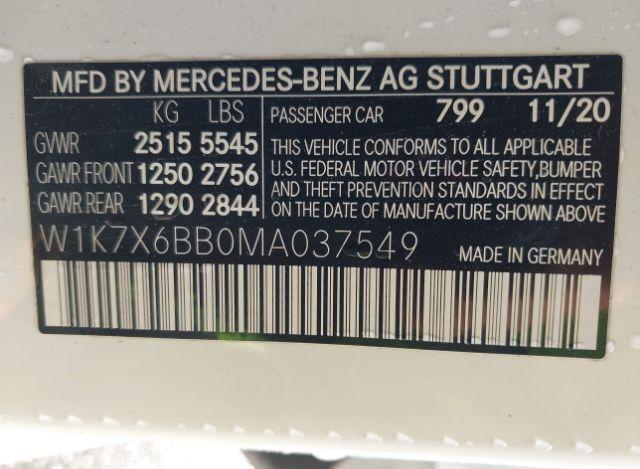 MFD BY MERCEDES-BENZ AG STUTTGART
KG LBS PASSENGER CAR 799 11/20
GVWR 2515 5545
GAWR FRONT 1250 2756
GAWR REAR 1290 2844
THIS VEHICLE CONFORMS TO ALL APPLICABLE
U.S. FEDERAL MOTOR VEHICLE SAFETY,BUMPER
AND THEFT PREVENTION STANDARDS IN EFFECT
ON THE DATE OF MANUFACTURE SHOWN ABOVE.
W1K7X6BB0MA037549 MADE IN GERMANY